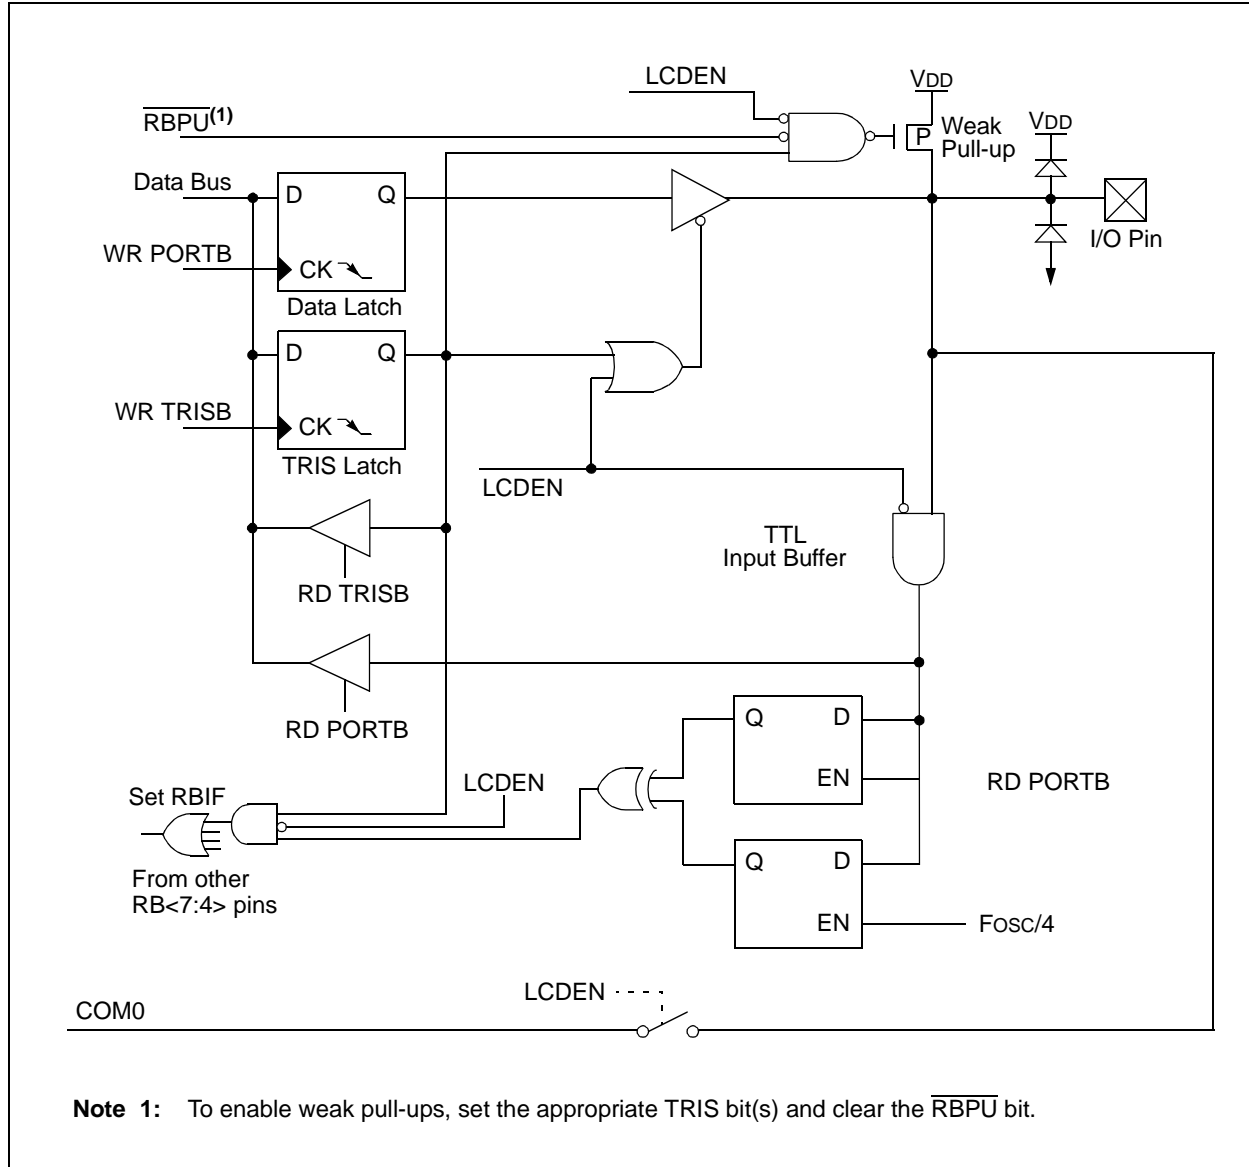 LCDEN
VDD
RBPU(1)
Weak
Pull-up
P
VDD
Data Bus
D Q
I/O Pin
WR PORTB
CK
Data Latch
D Q
WR TRISB
CK
TRIS Latch
LCDEN
TTL
Input Buffer
RD TRISB
RD PORTB
Q D
EN
RD PORTB
LCDEN
Set RBIF
Q D
From other
RB<7:4> pins
EN
FOSC/4
LCDEN
COM0
Note 1: To enable weak pull-ups, set the appropriate TRIS bit(s) and clear the RBPU bit.